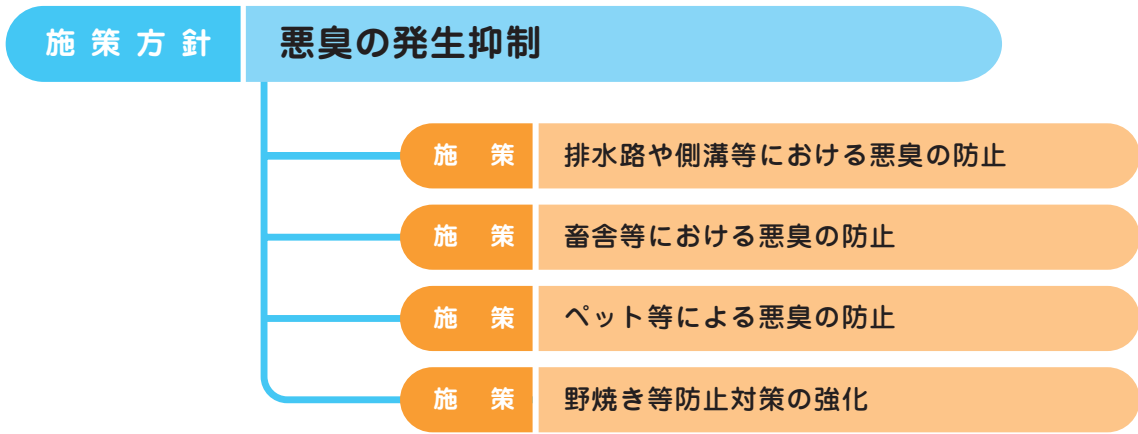 施策方針 悪臭の発生抑制
施策 排水路や側溝等における悪臭の防止
施策 畜舎等における悪臭の防止
施策 ペット等による悪臭の防止
施策 野焼き等防止対策の強化